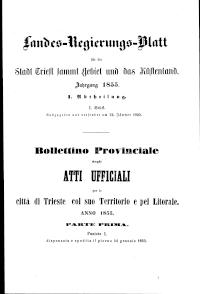 Landes-Regierungs-Blatt
für die
Stadt Triest sammt Gebiet und das Küstenland.
Jahrgang 1855.
I. Abtheilung.
I. Stück.
Ausgegeben und versendet am 24. Jänner 1855.
Bollettino Provinciale
degli
ATTI UFFICIALI
per la
città di Trieste col suo Territorio e pel Litorale.
ANNO 1855.
PARTE PRIMA.
Puntata I.
dispensata e spedita il giorno 24 gennaio 1855.